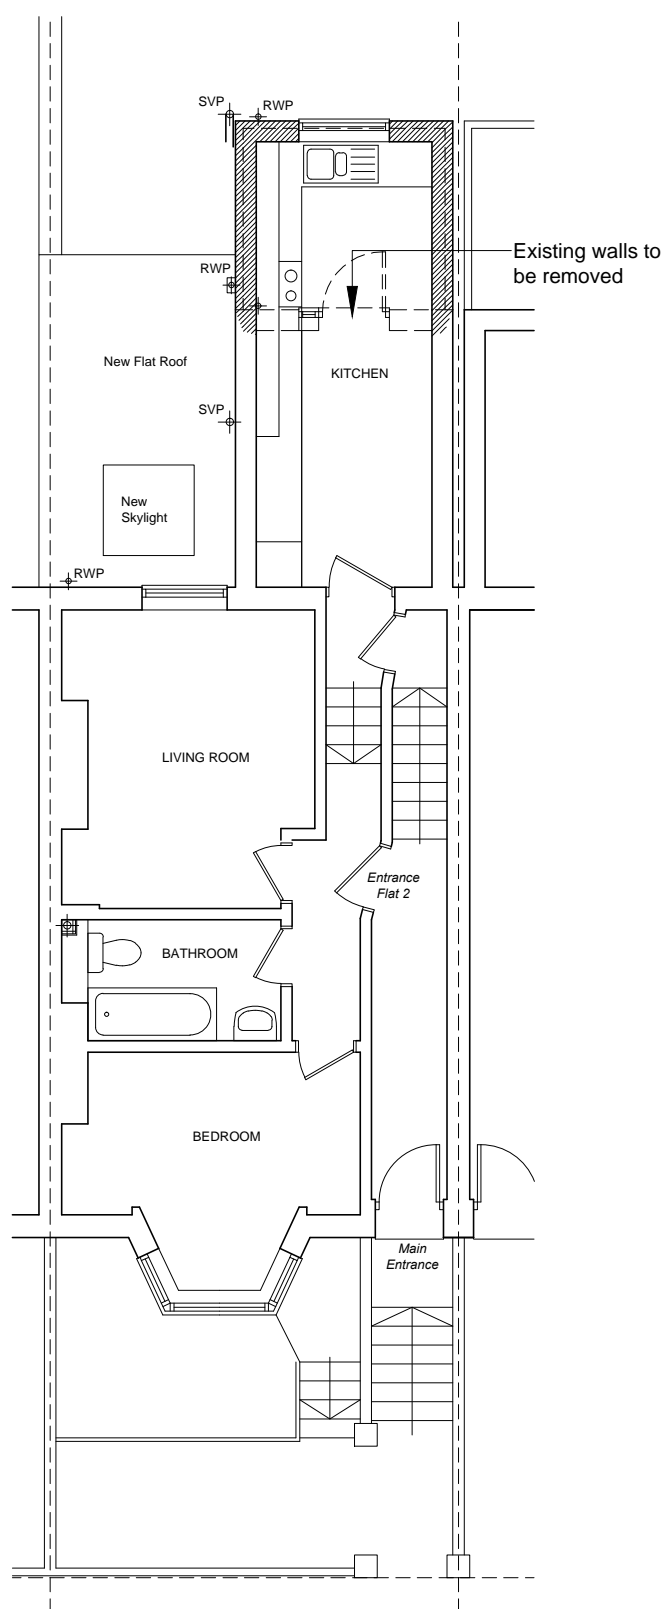 SVP
RWP
Existing walls to
be removed
RWP
New Flat Roof
KITCHEN
SVP
New
Skylight
RWP
LIVING ROOM
Entrance
Flat 2
BATHROOM
BEDROOM
Main
Entrance